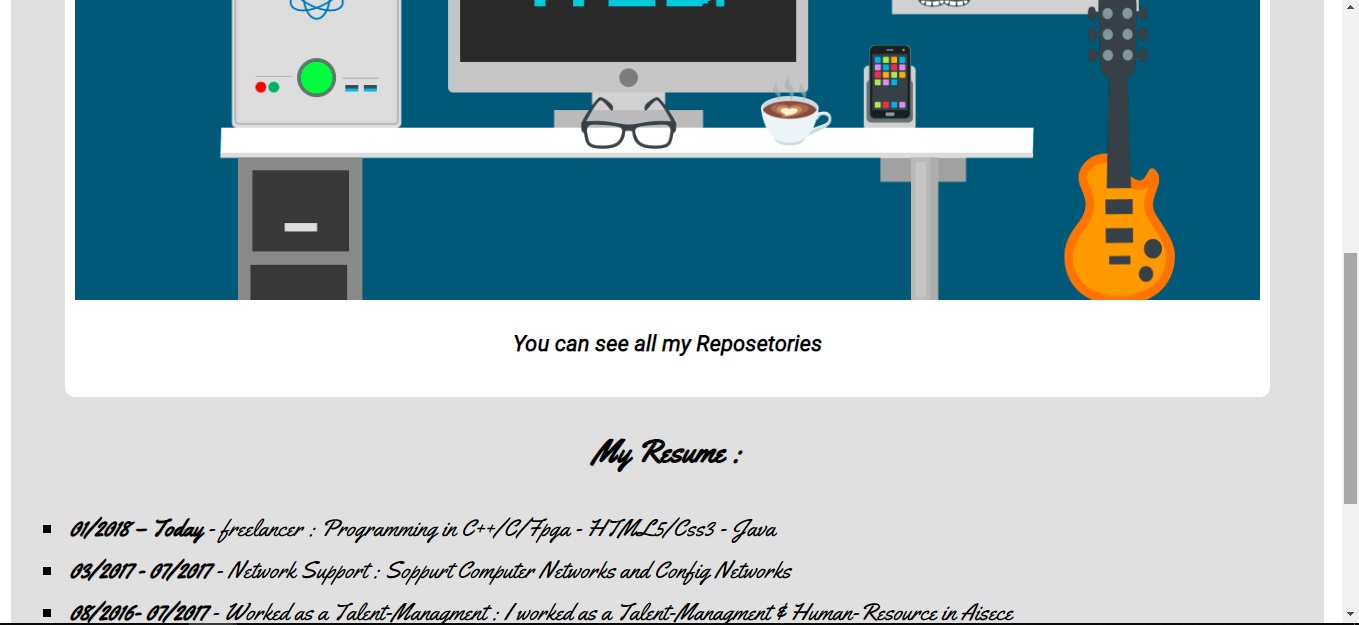 You can see all my Reposetories
My Resume :
01/2018 – Today - freelancer : Programming in C++/C/Fpga - HTML5/Css3 - Java
03/2017 - 07/2017 - Network Support : Soppurt Computer Networks and Config Networks
08/2016- 07/2017 - Worked as a Talent-Managment : I worked as a Talent-Managment & Human- Resource in Aisece